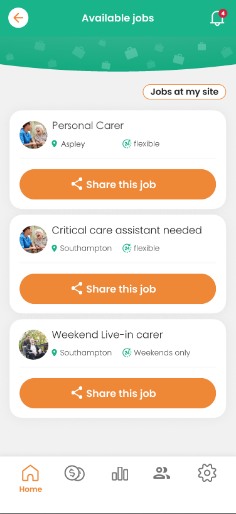 Available jobs
4
Jobs at my site
Personal Carer
Aspley flexible
Share this job
Critical care assistant needed
Southampton flexible
Share this job
Weekend Live-in carer
Southampton Weekends only
Share this job
Home